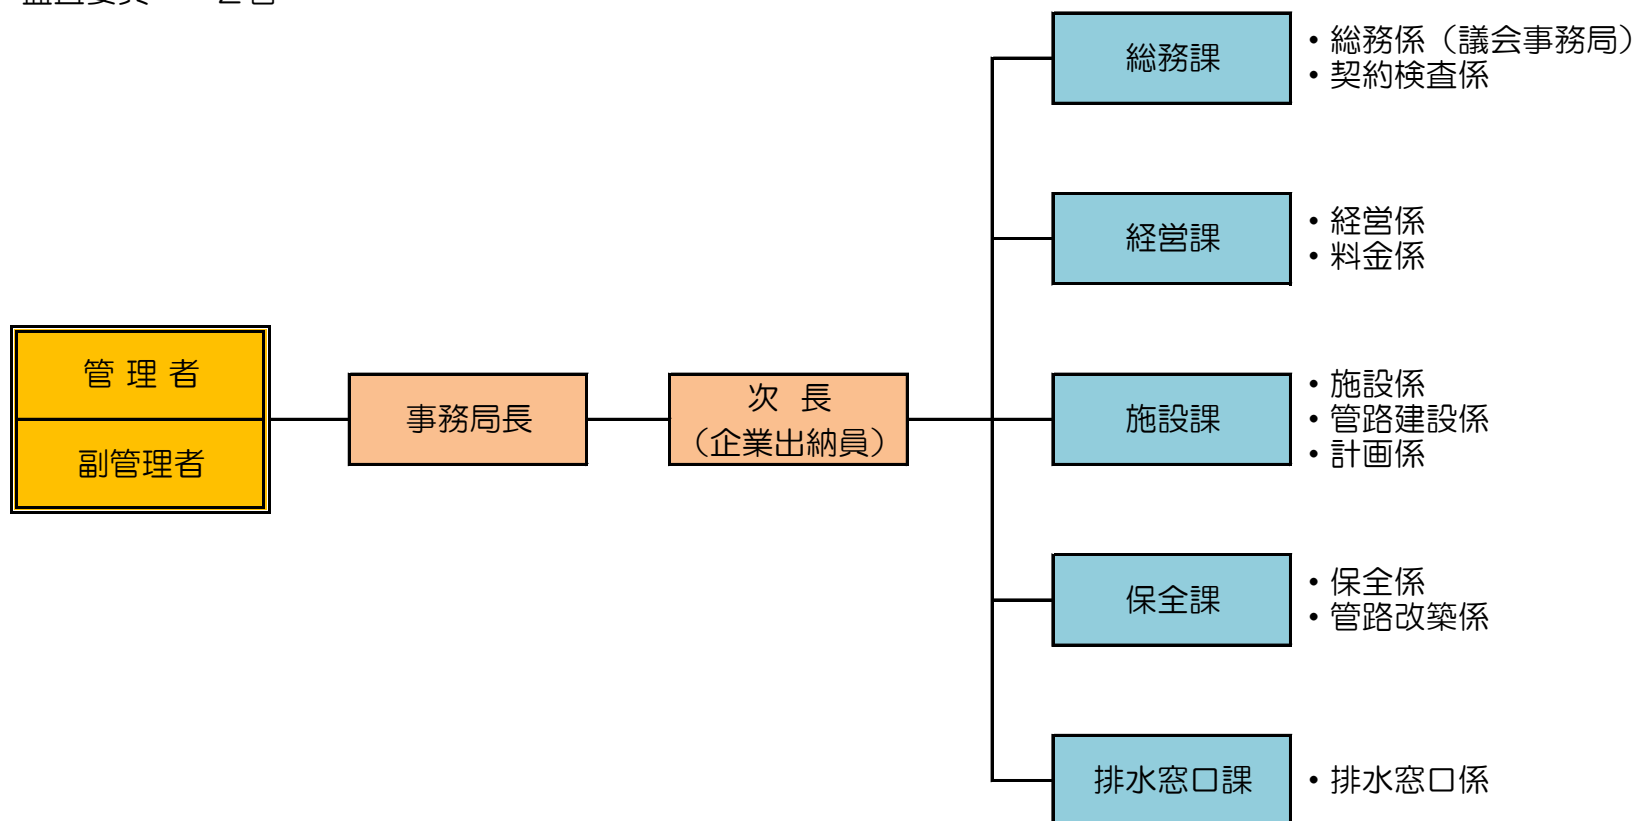 総務課
・総務係（議会事務局）
・契約検査係
経営課
・経営係
・料金係
管 理 者
副管理者
事務局長
次 長
（企業出納員）
施設課
・施設係
・管路建設係
・計画係
保全課
・保全係
・管路改築係
排水窓口課
・排水窓口係